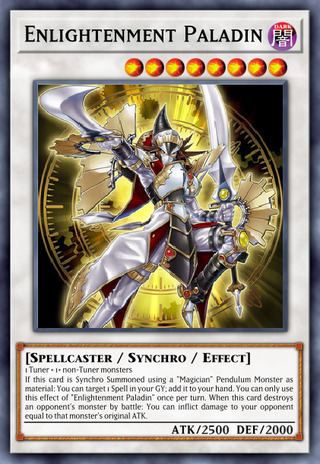 Enlightenment Paladin
DARK
闇
[Spellcaster / Synchro / Effect]
1 Tuner + 1+ non-Tuner monsters
If this card is Synchro Summoned using a "Magician" Pendulum Monster as
material: You can target 1 Spell in your GY; add it to your hand. You can only use
this effect of "Enlightenment Paladin" once per turn. When this card destroys
an opponent's monster by battle: You can inflict damage to your opponent
equal to that monster's original ATK.
ATK/2500 DEF/2000